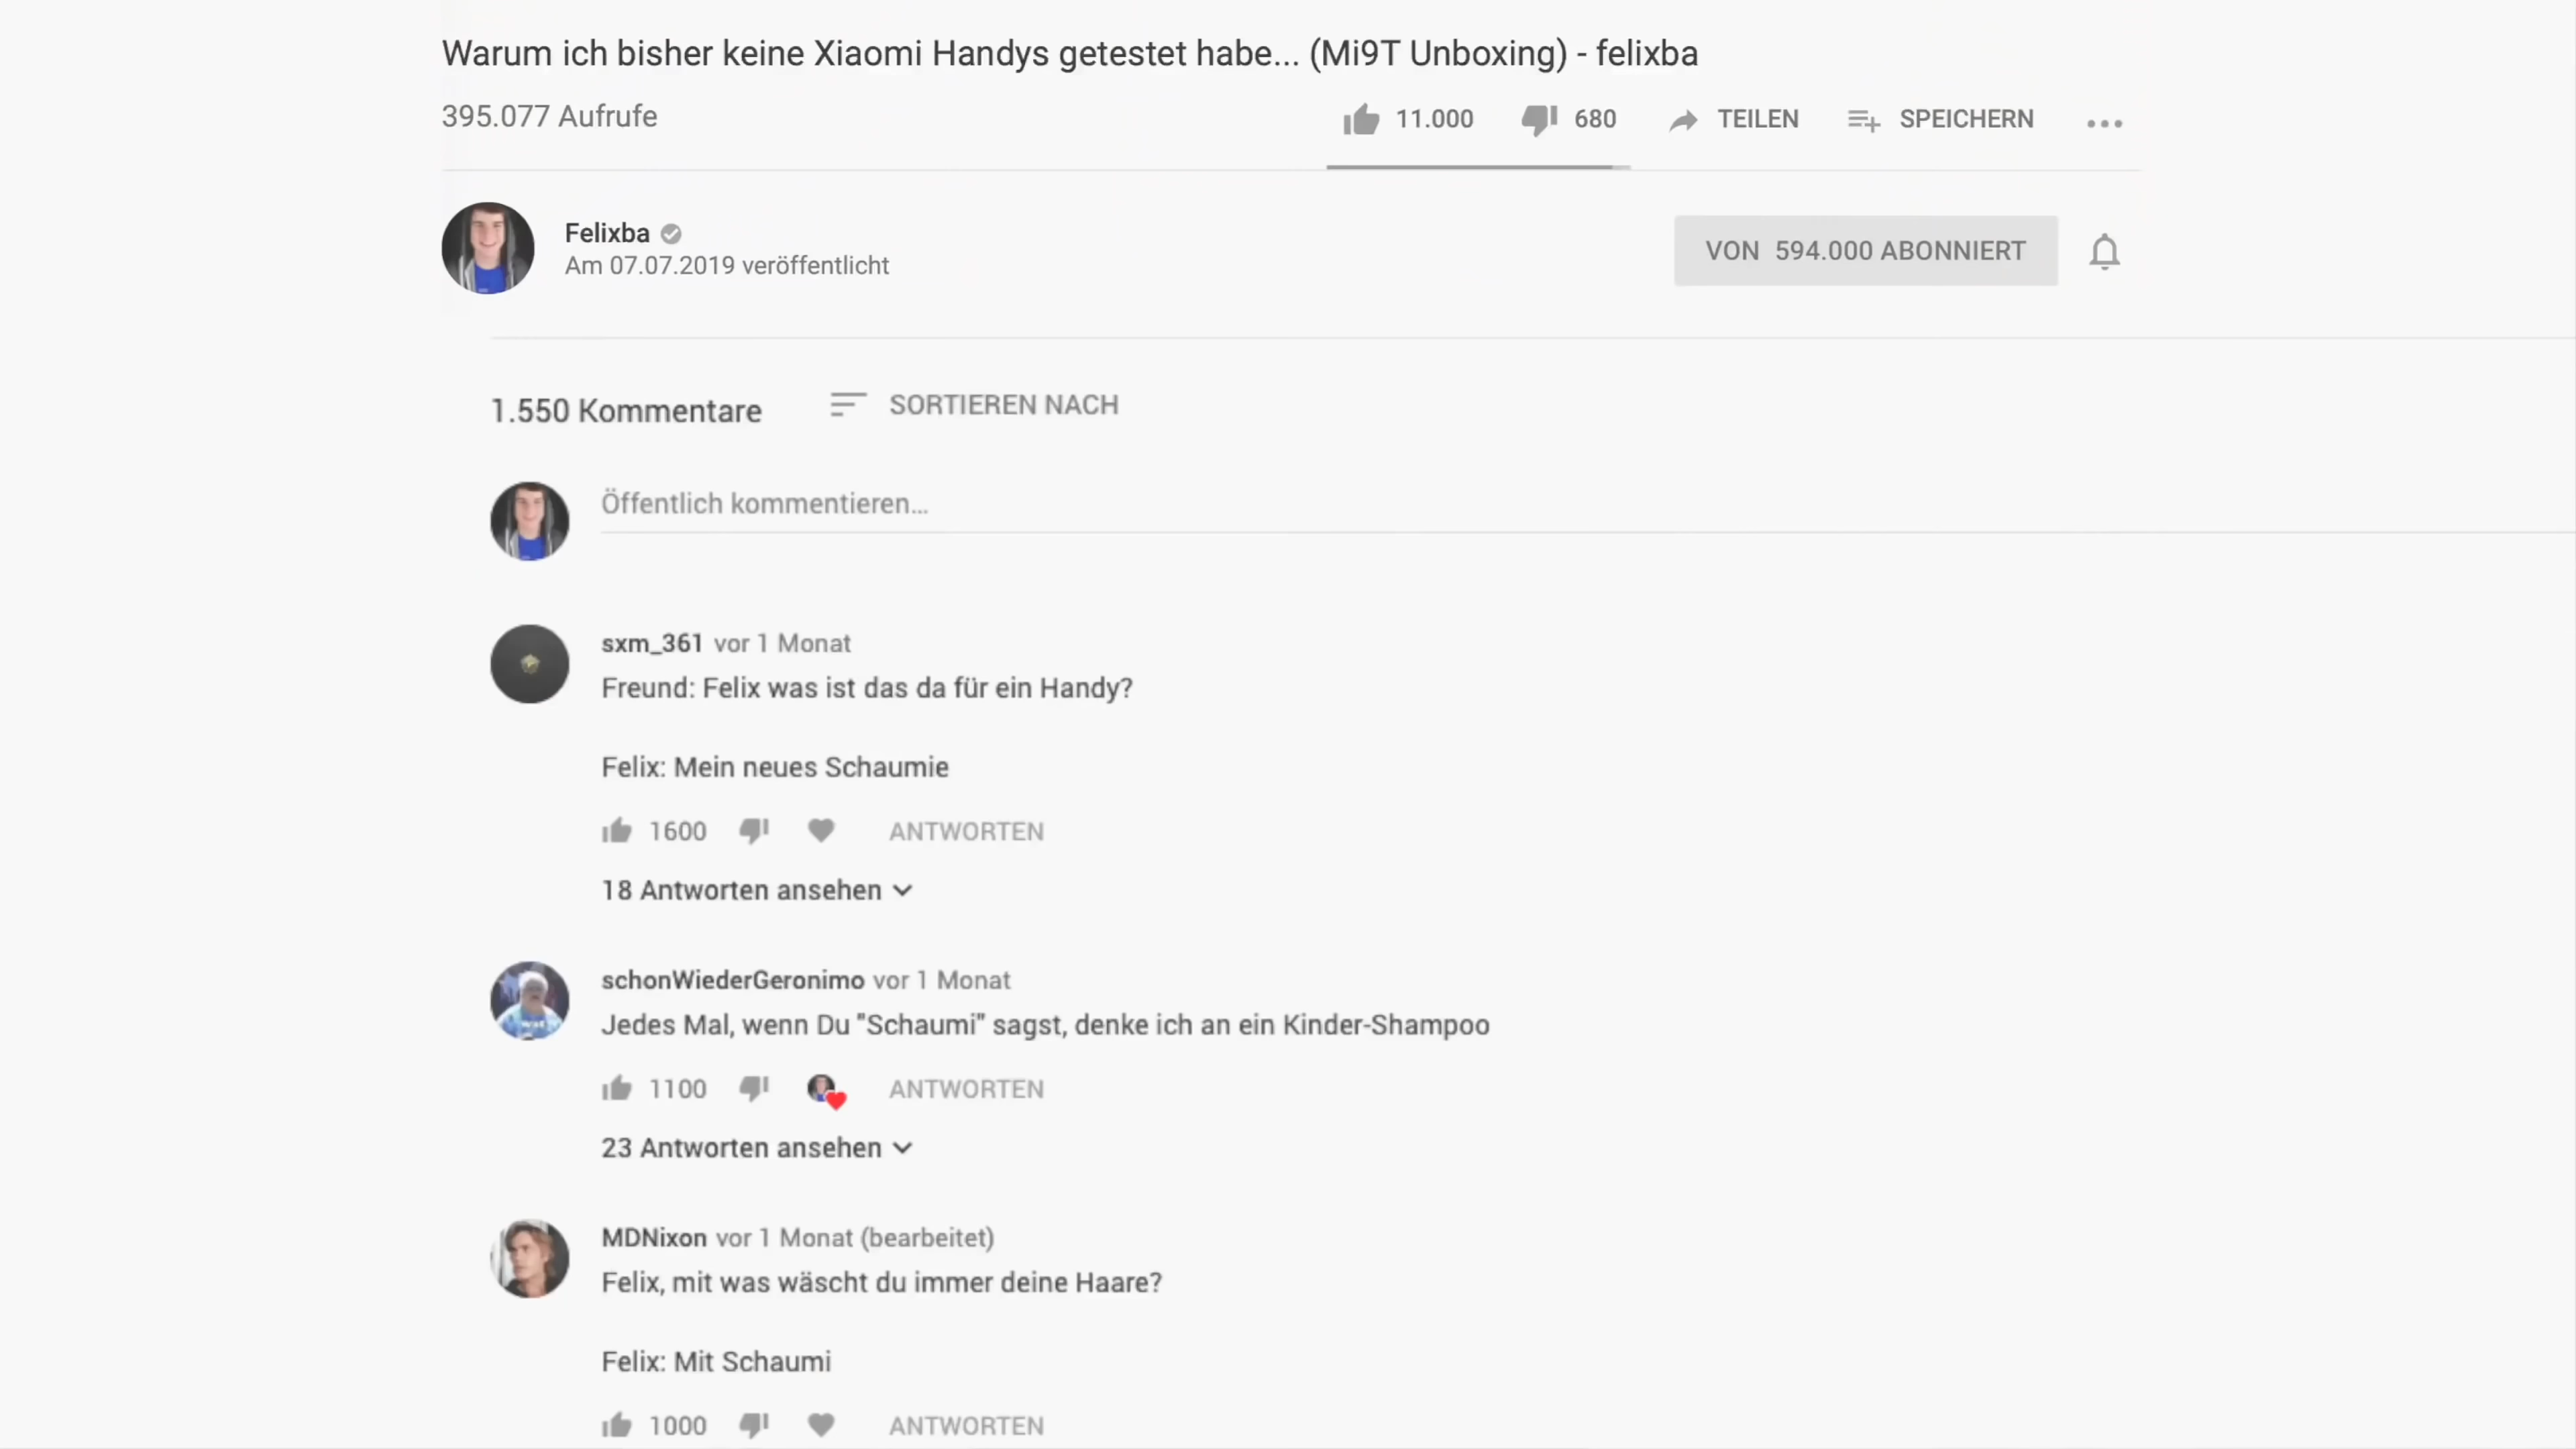 Warum ich bisher keine Xiaomi Handys getestet habe... (Mi9T Unboxing) - felixba
395.077 Aufrufe
11.000
680
TEILEN
SPEICHERN
Felixba
Am 07.07.2019 veröffentlicht
VON 594.000 ABONNIERT
1.550 Kommentare
SORTIEREN NACH
Öffentlich kommentieren...
sxm_361 vor 1 Monat
Freund: Felix was ist das da für ein Handy?
Felix: Mein neues Schaumie
1600
ANTWORTEN
18 Antworten ansehen
schonWiederGeronimo vor 1 Monat
Jedes Mal, wenn Du "Schaumi" sagst, denke ich an ein Kinder-Shampoo
1100
ANTWORTEN
23 Antworten ansehen
MDNixon vor 1 Monat (bearbeitet)
Felix, mit was wäscht du immer deine Haare?
Felix: Mit Schaumi
1000
ANTWORTEN